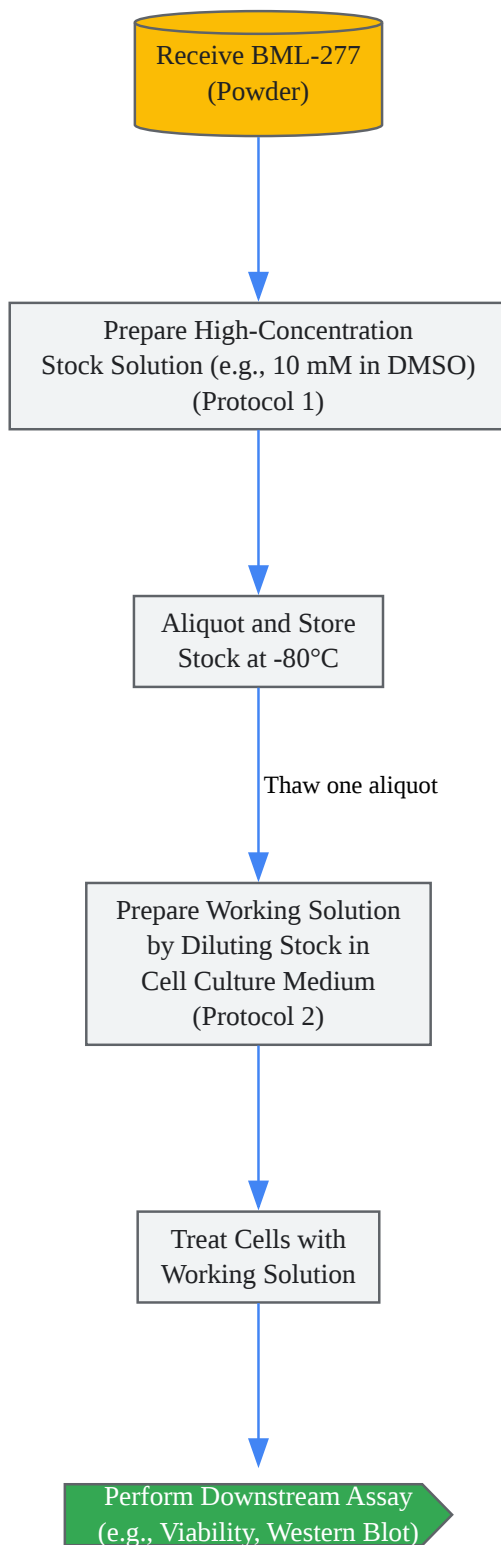 Receive BML-277
(Powder)
Prepare High-Concentration
Stock Solution (e.g., 10 mM in DMSO)
(Protocol 1)
Aliquot and Store
Stock at -80°C
Thaw one aliquot
Prepare Working Solution
by Diluting Stock in
Cell Culture Medium
(Protocol 2)
Treat Cells with
Working Solution
Perform Downstream Assay
(e.g., Viability, Western Blot)